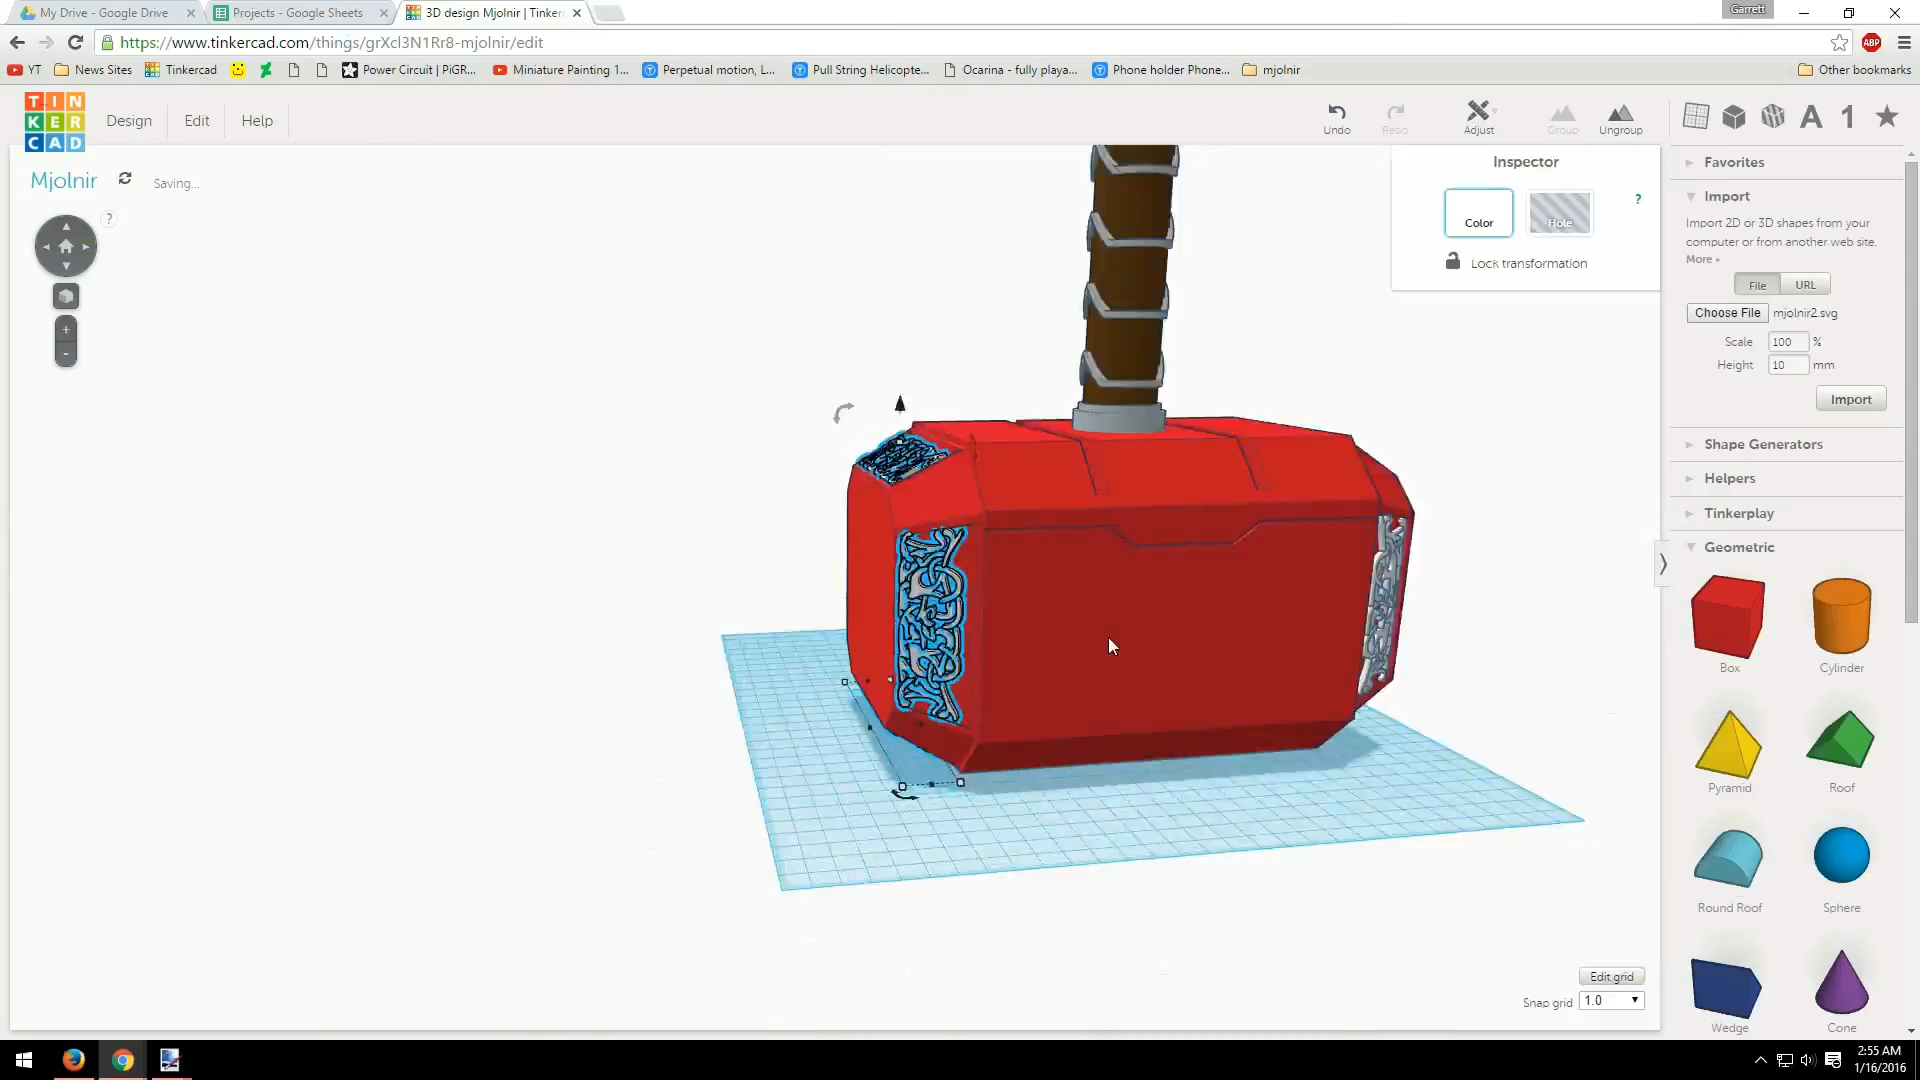 My Drive - Google Drive
Projects - Google Sheets
3D design Mjolnir | Tinker
Garrett
https://www.tinkercad.com/things/grXcl3N1Rr8-mjolnir/edit
ABP
YT
News Sites
Tinkercad
Power Circuit | PiGR...
Miniature Painting 1...
Perpetual motion, L...
Pull String Helicopte...
Ocarina - fully playa...
Phone holder Phone...
mjolnir
Other bookmarks
TIN
KER
CAD
Design
Edit
Help
Undo
Redo
Adjust
Group
Ungroup
A
1
Mjolnir
Saving...
?
+
-
Inspector
Color
Hole
?
Lock transformation
Favorites
Import
Import 2D or 3D shapes from your
computer or from another web site.
More »
File
URL
Choose File mjolnir2.svg
Scale 100 %
Height 10 mm
Import
Shape Generators
Helpers
Tinkerplay
Geometric
Box
Cylinder
Pyramid
Roof
Round Roof
Sphere
Wedge
Cone
Edit grid
Snap grid 1.0
2:55 AM
1/16/2016